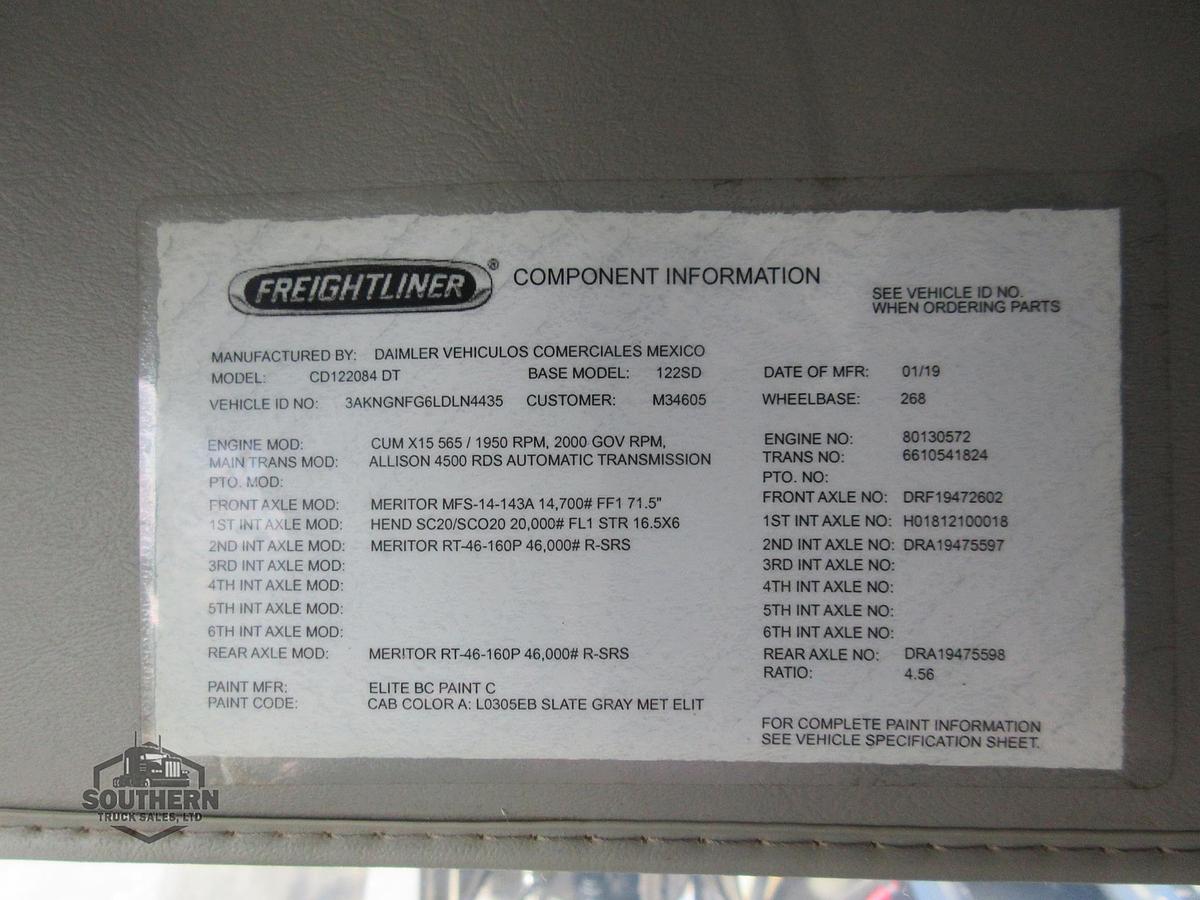 FREIGHTLINER ® COMPONENT INFORMATION
SEE VEHICLE ID NO.
WHEN ORDERING PARTS
MANUFACTURED BY: DAIMLER VEHICULOS COMERCIALES MEXICO
MODEL: CD122084 DT BASE MODEL: 122SD DATE OF MFR: 01/19
VEHICLE ID NO: 3AKNGNFG6LDLN4435 CUSTOMER: M34605 WHEELBASE: 268
ENGINE MOD: CUM X15 565 / 1950 RPM, 2000 GOV RPM, ENGINE NO: 80130572
MAIN TRANS MOD: ALLISON 4500 RDS AUTOMATIC TRANSMISSION TRANS NO: 6610541824
PTO. MOD: PTO. NO:
FRONT AXLE MOD: MERITOR MFS-14-143A 14,700# FF1 71.5" FRONT AXLE NO: DRF19472602
1ST INT AXLE MOD: HEND SC20/SCO20 20,000# FL1 STR 16.5X6 1ST INT AXLE NO: H01812100018
2ND INT AXLE MOD: MERITOR RT-46-160P 46,000# R-SRS 2ND INT AXLE NO: DRA19475597
3RD INT AXLE MOD: 3RD INT AXLE NO:
4TH INT AXLE MOD: 4TH INT AXLE NO:
5TH INT AXLE MOD: 5TH INT AXLE NO:
6TH INT AXLE MOD: 6TH INT AXLE NO:
REAR AXLE MOD: MERITOR RT-46-160P 46,000# R-SRS REAR AXLE NO: DRA19475598
RATIO: 4.56
PAINT MFR: ELITE BC PAINT C
PAINT CODE: CAB COLOR A: L0305EB SLATE GRAY MET ELIT
FOR COMPLETE PAINT INFORMATION
SEE VEHICLE SPECIFICATION SHEET.
SOUTHERN
TRUCK SALES, LTD